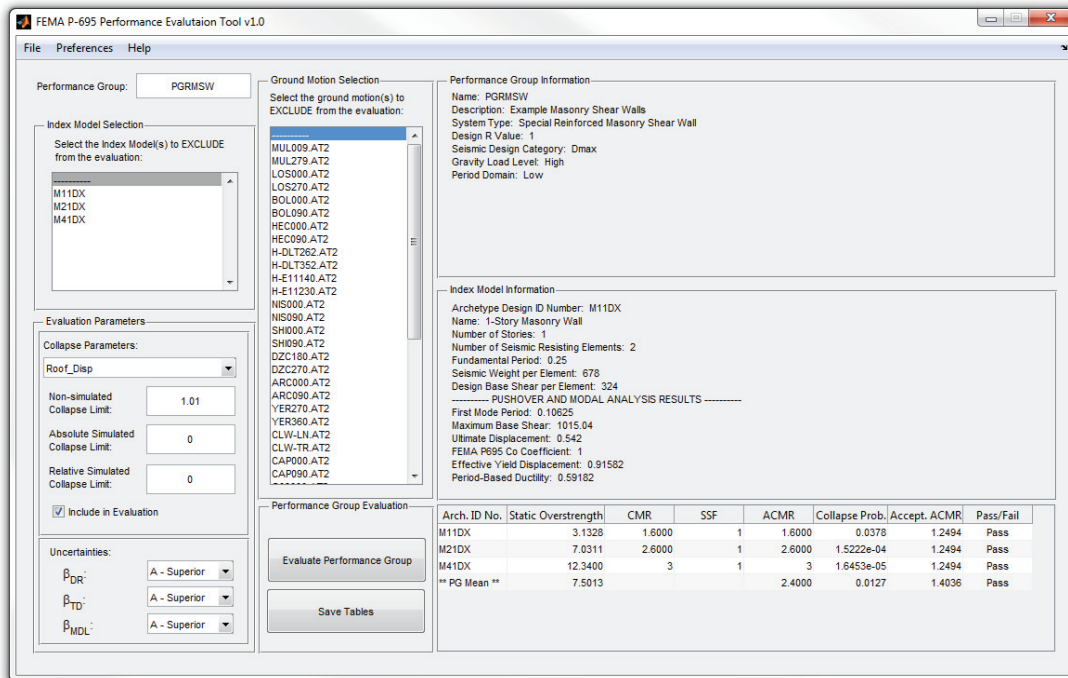 FEMA P-695 Performance Evalutaion Tool v1.0
File Preferences Help
Performance Group: PGRMSW
Index Model Selection
Select the Index Model(s) to EXCLUDE
from the evaluation:
----------
M11DX
M21DX
M41DX
Evaluation Parameters
Collapse Parameters:
Roof_Disp
Non-simulated
Collapse Limit:
1.01
Absolute Simulated
Collapse Limit:
0
Relative Simulated
Collapse Limit:
0
Include in Evaluation
Uncertainties:
βDR: A - Superior
βTD: A - Superior
βMDL: A - Superior
Ground Motion Selection
Select the ground motion(s) to
EXCLUDE from the evaluation:
----------
MUL009.AT2
MUL279.AT2
LOS000.AT2
LOS270.AT2
BOL000.AT2
BOL090.AT2
HEC000.AT2
HEC090.AT2
H-DLT262.AT2
H-DLT352.AT2
H-E11140.AT2
H-E11230.AT2
NIS000.AT2
NIS090.AT2
SHI000.AT2
SHI090.AT2
DZC180.AT2
DZC270.AT2
ARC000.AT2
ARC090.AT2
YER270.AT2
YER360.AT2
CLW-LN.AT2
CLW-TR.AT2
CAP000.AT2
CAP090.AT2
Performance Group Evaluation
Evaluate Performance Group
Save Tables
Performance Group Information
Name: PGRMSW
Description: Example Masonry Shear Walls
System Type: Special Reinforced Masonry Shear Wall
Design R Value: 1
Seismic Design Category: Dmax
Gravity Load Level: High
Period Domain: Low
Index Model Information
Archetype Design ID Number: M11DX
Name: 1-Story Masonry Wall
Number of Stories: 1
Number of Seismic Resisting Elements: 2
Fundamental Period: 0.25
Seismic Weight per Element: 678
Design Base Shear per Element: 324
---------- PUSHOVER AND MODAL ANALYSIS RESULTS ----------
First Mode Period: 0.10625
Maximum Base Shear: 1015.04
Ultimate Displacement: 0.542
FEMA P695 Co Coefficient: 1
Effective Yield Displacement: 0.91582
Period-Based Ductility: 0.59182
Arch. ID No. Static Overstrength CMR SSF ACMR Collapse Prob. Accept. ACMR Pass/Fail
M11DX 3.1328 1.6000 1 1.6000 0.0378 1.2494 Pass
M21DX 7.0311 2.6000 1 2.6000 1.5222e-04 1.2494 Pass
M41DX 12.3400 3 1 3 1.6453e-05 1.2494 Pass
** PG Mean ** 7.5013 2.4000 0.0127 1.4036 Pass